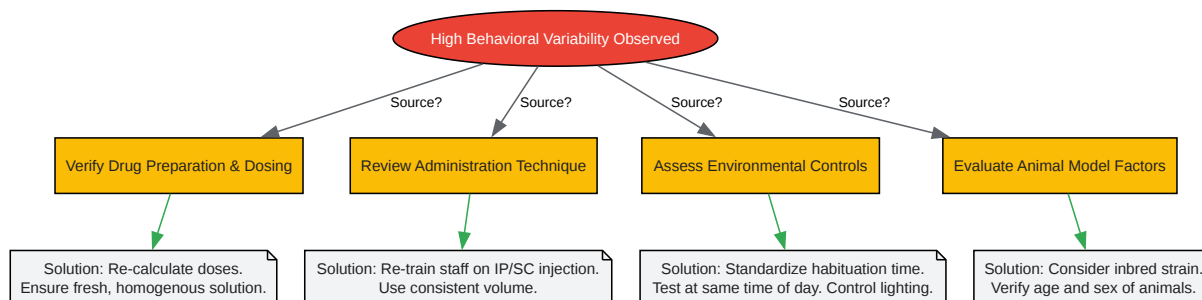 High Behavioral Variability Observed
Source?
Source?
Source?
Source?
Verify Drug Preparation & Dosing
Review Administration Technique
Assess Environmental Controls
Evaluate Animal Model Factors
Solution: Re-calculate doses.
Ensure fresh, homogenous solution.
Solution: Re-train staff on IP/SC injection.
Use consistent volume.
Solution: Standardize habituation time.
Test at same time of day. Control lighting.
Solution: Consider inbred strain.
Verify age and sex of animals.